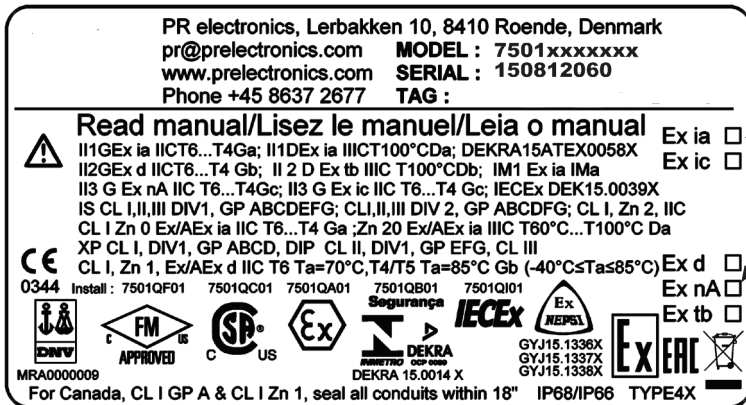 PR electronics, Lerbakken 10, 8410 Roende, Denmark
pr@prelectronics.com MODEL : 7501xxxxxxx
www.prelectronics.com SERIAL : 150812060
Phone +45 8637 2677 TAG :
Read manual/Lisez le manuel/Leia o manual
II1GEx ia IICT6...T4Ga; II1DEx ia IIICT100°CDa; DEKRA15ATEX0058X
II2GEx d IICT6...T4 Gb; II 2 D Ex tb IIIC T100°CDb; IM1 Ex ia IMa
II3 G Ex nA IIC T6...T4Gc; II3 G Ex ic IIC T6...T4 Gc; IECEx DEK15.0039X
IS CL I,II,III DIV1, GP ABCDEFG; CLI,II,III DIV 2, GP ABCDFG; CL I, Zn 2, IIC
CL I Zn 0 Ex/AEx ia IIC T6...T4 Ga ;Zn 20 Ex/AEx ia IIIC T60°C...T100°C Da
XP CL I, DIV1, GP ABCD, DIP CL II, DIV1, GP EFG, CL III
CL I, Zn 1, Ex/AEx d IIC T6 Ta=70°C,T4/T5 Ta=85°C Gb (-40°C≤Ta≤85°C)
Ex ia
Ex ic
Ex d
Ex nA
Ex tb
CE
0344 Install : 7501QF01 7501QC01 7501QA01 7501QB01 7501QI01
DNV
MRA0000009
C FM US
APPROVED
CSA ®
C US
Ex
Segurança
INMETRO
DEKRA
OCP 0089
DEKRA 15.0014 X
IECEx
Ex
NEPSI
GYJ15.1336X
GYJ15.1337X
GYJ15.1338X
Ex
EAC
For Canada, CL I GP A & CL I Zn 1, seal all conduits within 18" IP68/IP66 TYPE4X